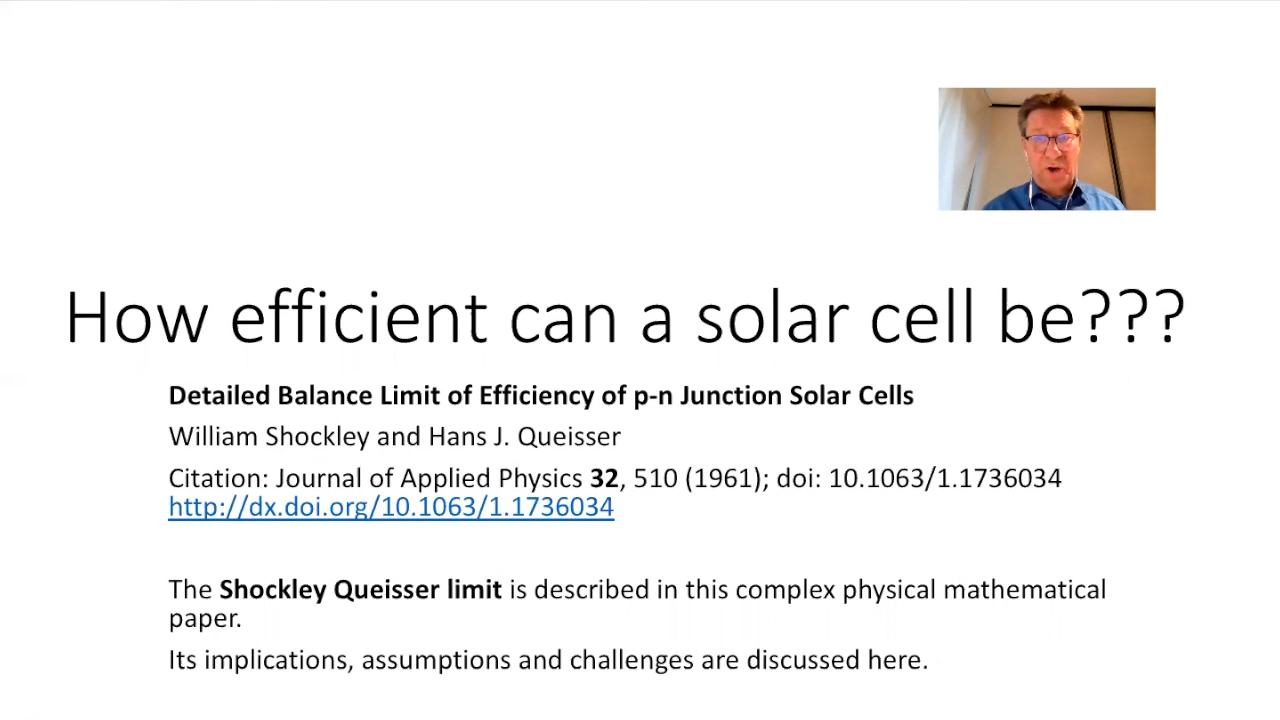 How efficient can a solar cell be???
Detailed Balance Limit of Efficiency of p-n Junction Solar Cells
William Shockley and Hans J. Queisser
Citation: Journal of Applied Physics 32, 510 (1961); doi: 10.1063/1.1736034
http://dx.doi.org/10.1063/1.1736034
The Shockley Queisser limit is described in this complex physical mathematical
paper.
Its implications, assumptions and challenges are discussed here.